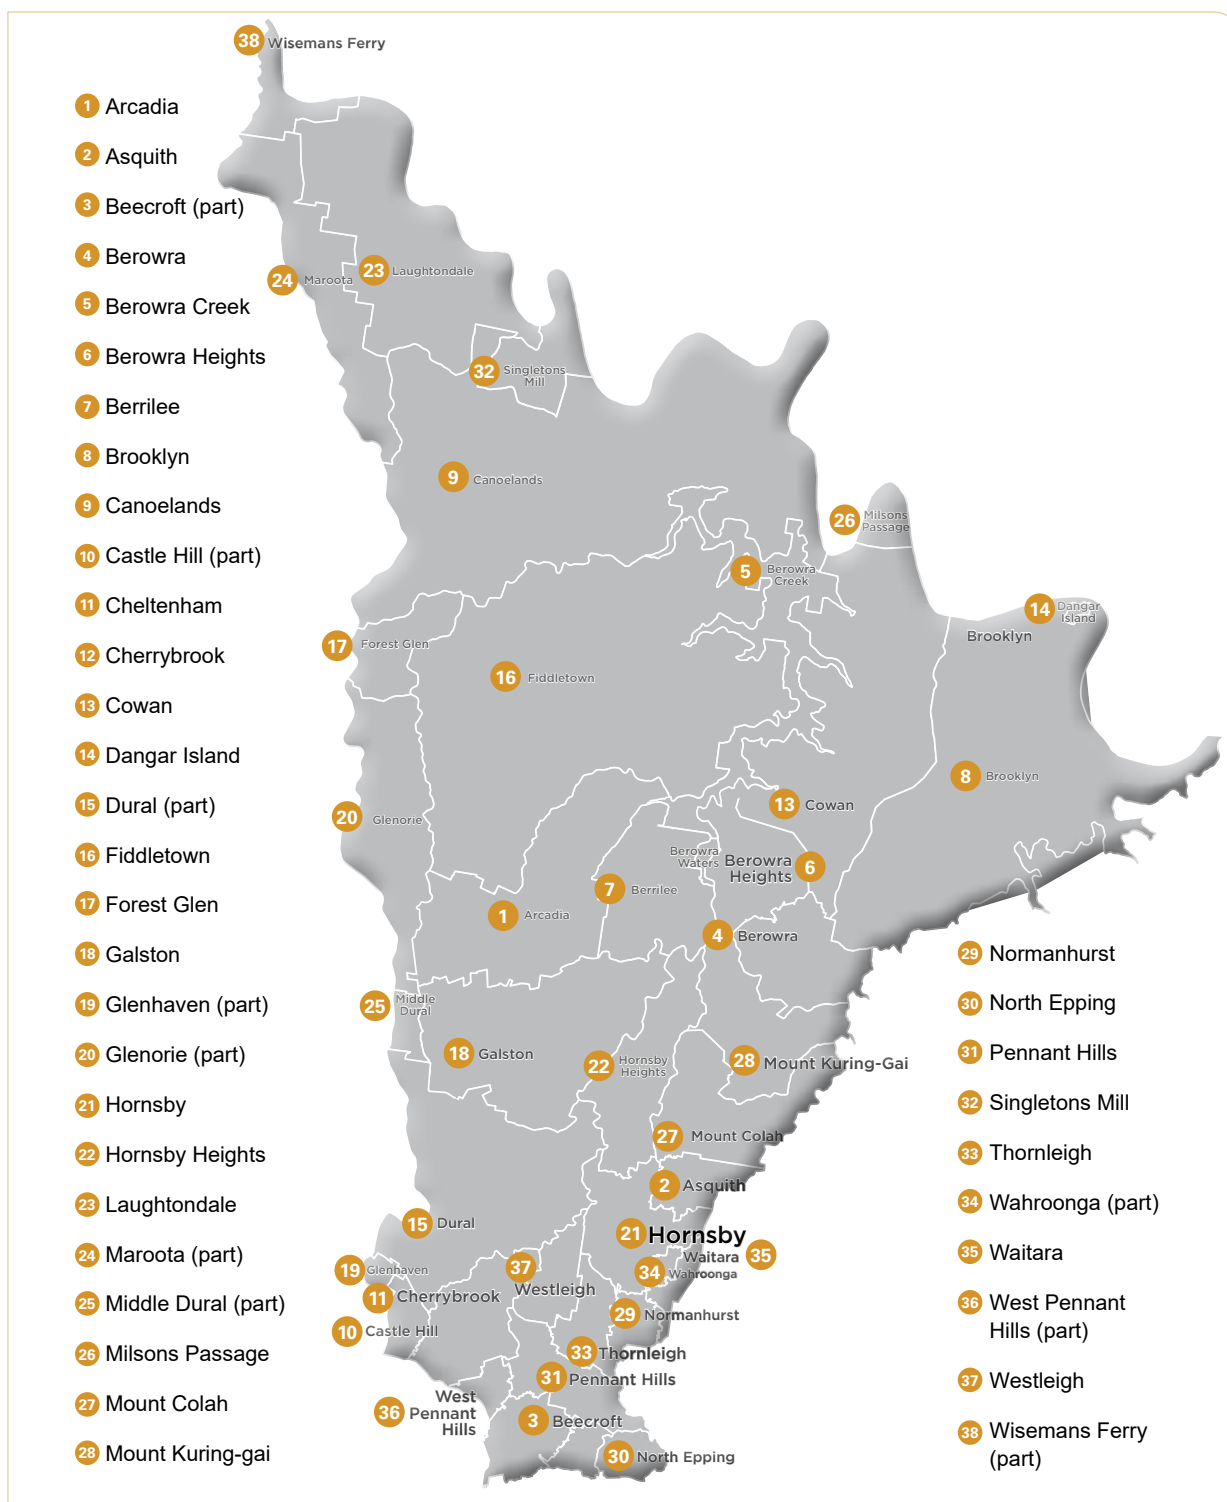 38 Wisemans Ferry
1 Arcadia
2 Asquith
3 Beecroft (part)
4 Berowra
5 Berowra Creek
6 Berowra Heights
7 Berrilee
8 Brooklyn
9 Canoelands
10 Castle Hill (part)
11 Cheltenham
12 Cherrybrook
13 Cowan
14 Dangar Island
15 Dural (part)
16 Fiddletown
17 Forest Glen
18 Galston
19 Glenhaven (part)
20 Glenorie (part)
21 Hornsby
22 Hornsby Heights
23 Laughtondale
24 Maroota (part)
25 Middle Dural (part)
26 Milsons Passage
27 Mount Colah
28 Mount Kuring-gai
24 Maroota
23 Laughtondale
32 Singletons
Mill
9 Canoelands
26 Milsons
Passage
5 Berowra
Creek
14 Dangar
Island
Brooklyn
17 Forest Glen
16 Fiddletown
8 Brooklyn
13 Cowan
20 Glenorie
Berowra
Waters
Berowra
Heights
6
7 Berrilee
1 Arcadia
4 Berowra
25 Middle
Dural
18 Galston
22 Hornsby
Heights
28 Mount Kuring-Gai
27 Mount Colah
2 Asquith
15 Dural
21 Hornsby
Waitara 35
19 Glenhaven
37
Westleigh
34 Wahroonga
11 Cherrybrook
29 Normanhurst
10 Castle Hill
33 Thornleigh
31 Pennant Hills
36 West
Pennant
Hills
3 Beecroft
30 North Epping
29 Normanhurst
30 North Epping
31 Pennant Hills
32 Singletons Mill
33 Thornleigh
34 Wahroonga (part)
35 Waitara
36 West Pennant
Hills (part)
37 Westleigh
38 Wisemans Ferry
(part)